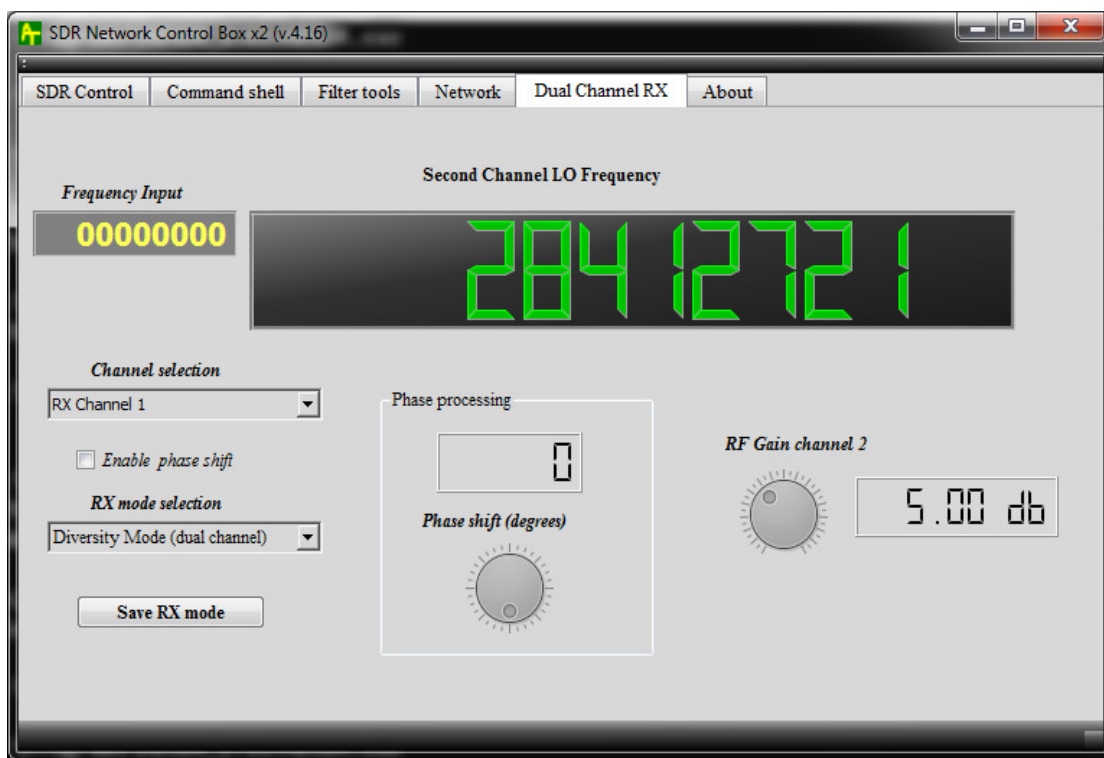 SDR Network Control Box x2 (v.4.16)
SDR Control Command shell Filter tools Network Dual Channel RX About
Second Channel LO Frequency
Frequency Input
00000000
28412721
Channel selection
RX Channel 1
Enable phase shift
RX mode selection
Diversity Mode (dual channel)
Save RX mode
Phase processing
0
Phase shift (degrees)
RF Gain channel 2
5.00 db